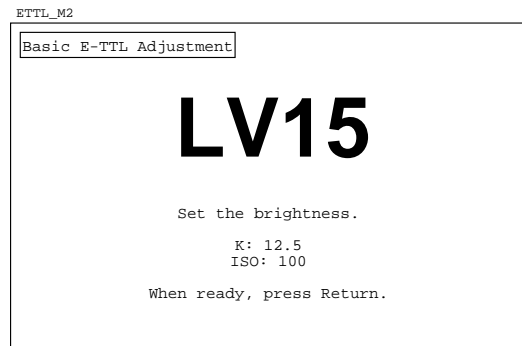 ETTL_M2
Basic E-TTL Adjustment
LV15
Set the brightness.
K: 12.5
ISO: 100
When ready, press Return.